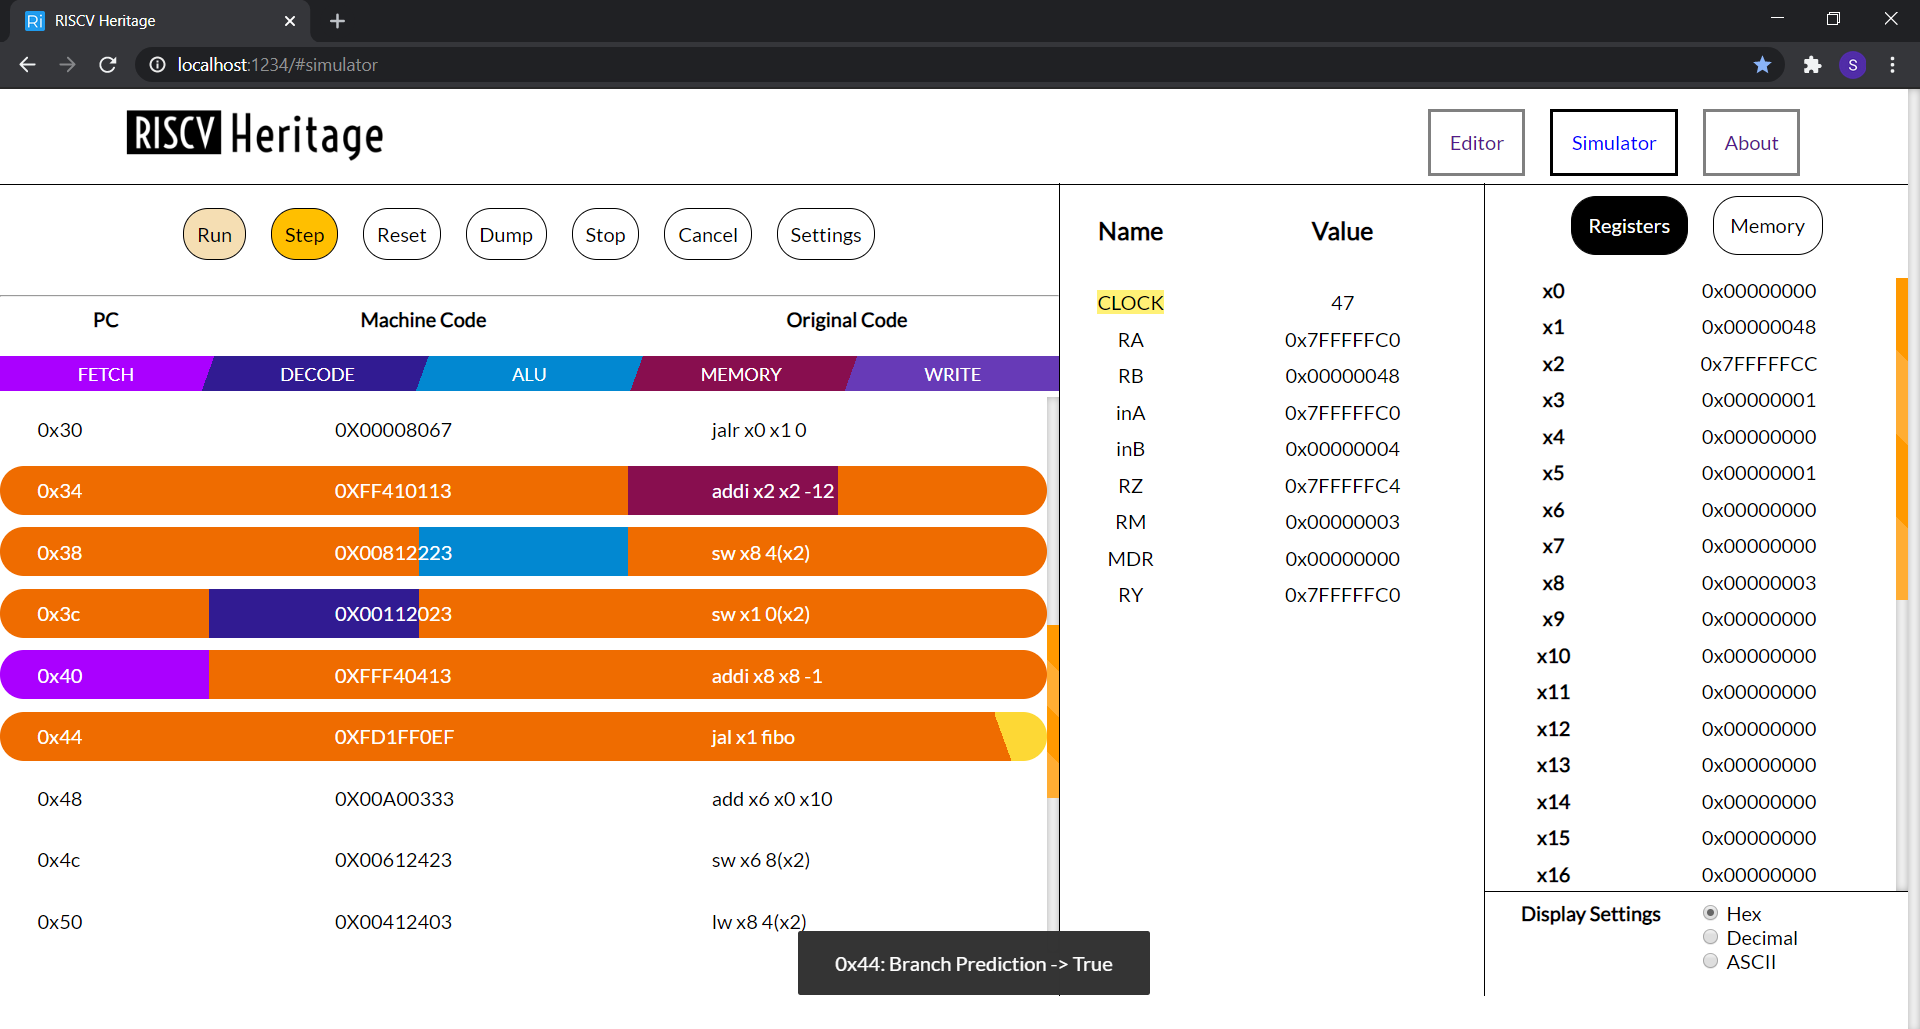 RISCV Heritage
localhost:1234/#simulator
S
RISCV Heritage
Editor Simulator About
Run Step Reset Dump Stop Cancel Settings
PC Machine Code Original Code
FETCH DECODE ALU MEMORY WRITE
0x30 0X00008067 jalr x0 x1 0
0x34 0XFF410113 addi x2 x2 -12
0x38 0X00812223 sw x8 4(x2)
0x3c 0X00112023 sw x1 0(x2)
0x40 0XFFF40413 addi x8 x8 -1
0x44 0XFD1FF0EF jal x1 fibo
0x48 0X00A00333 add x6 x0 x10
0x4c 0X00612423 sw x6 8(x2)
0x50 0X00412403 lw x8 4(x2)
0x44: Branch Prediction -> True
Name Value
CLOCK 47
RA 0x7FFFFFC0
RB 0x00000048
inA 0x7FFFFFC0
inB 0x00000004
RZ 0x7FFFFFC4
RM 0x00000003
MDR 0x00000000
RY 0x7FFFFFC0
Registers Memory
x0 0x00000000
x1 0x00000048
x2 0x7FFFFFCC
x3 0x00000001
x4 0x00000000
x5 0x00000001
x6 0x00000000
x7 0x00000000
x8 0x00000003
x9 0x00000000
x10 0x00000000
x11 0x00000000
x12 0x00000000
x13 0x00000000
x14 0x00000000
x15 0x00000000
x16 0x00000000
Display Settings Hex
Decimal
ASCII